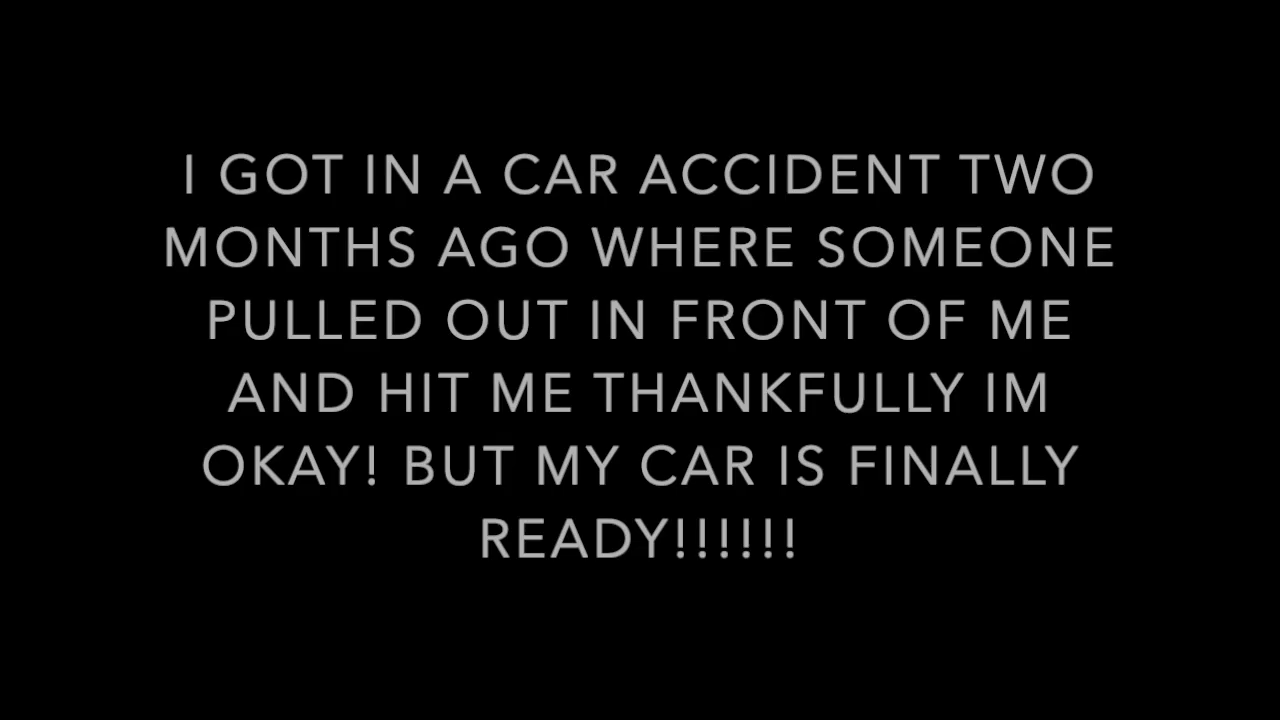 I GOT IN A CAR ACCIDENT TWO
MONTHS AGO WHERE SOMEONE
PULLED OUT IN FRONT OF ME
AND HIT ME THANKFULLY IM
OKAY! BUT MY CAR IS FINALLY
READY!!!!!!